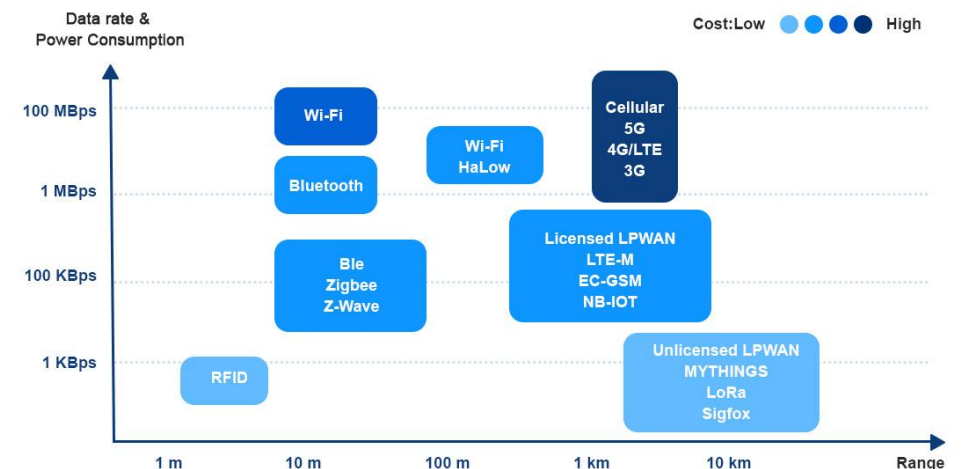 Data rate &
Power Consumption
Cost:Low
High
100 MBps
1 MBps
100 KBps
1 KBps
Wi-Fi
Bluetooth
Wi-Fi
HaLow
Cellular
5G
4G/LTE
3G
Ble
Zigbee
Z-Wave
Licensed LPWAN
LTE-M
EC-GSM
NB-IOT
RFID
Unlicensed LPWAN
MYTHINGS
LoRa
Sigfox
1 m
10 m
100 m
1 km
10 km
Range